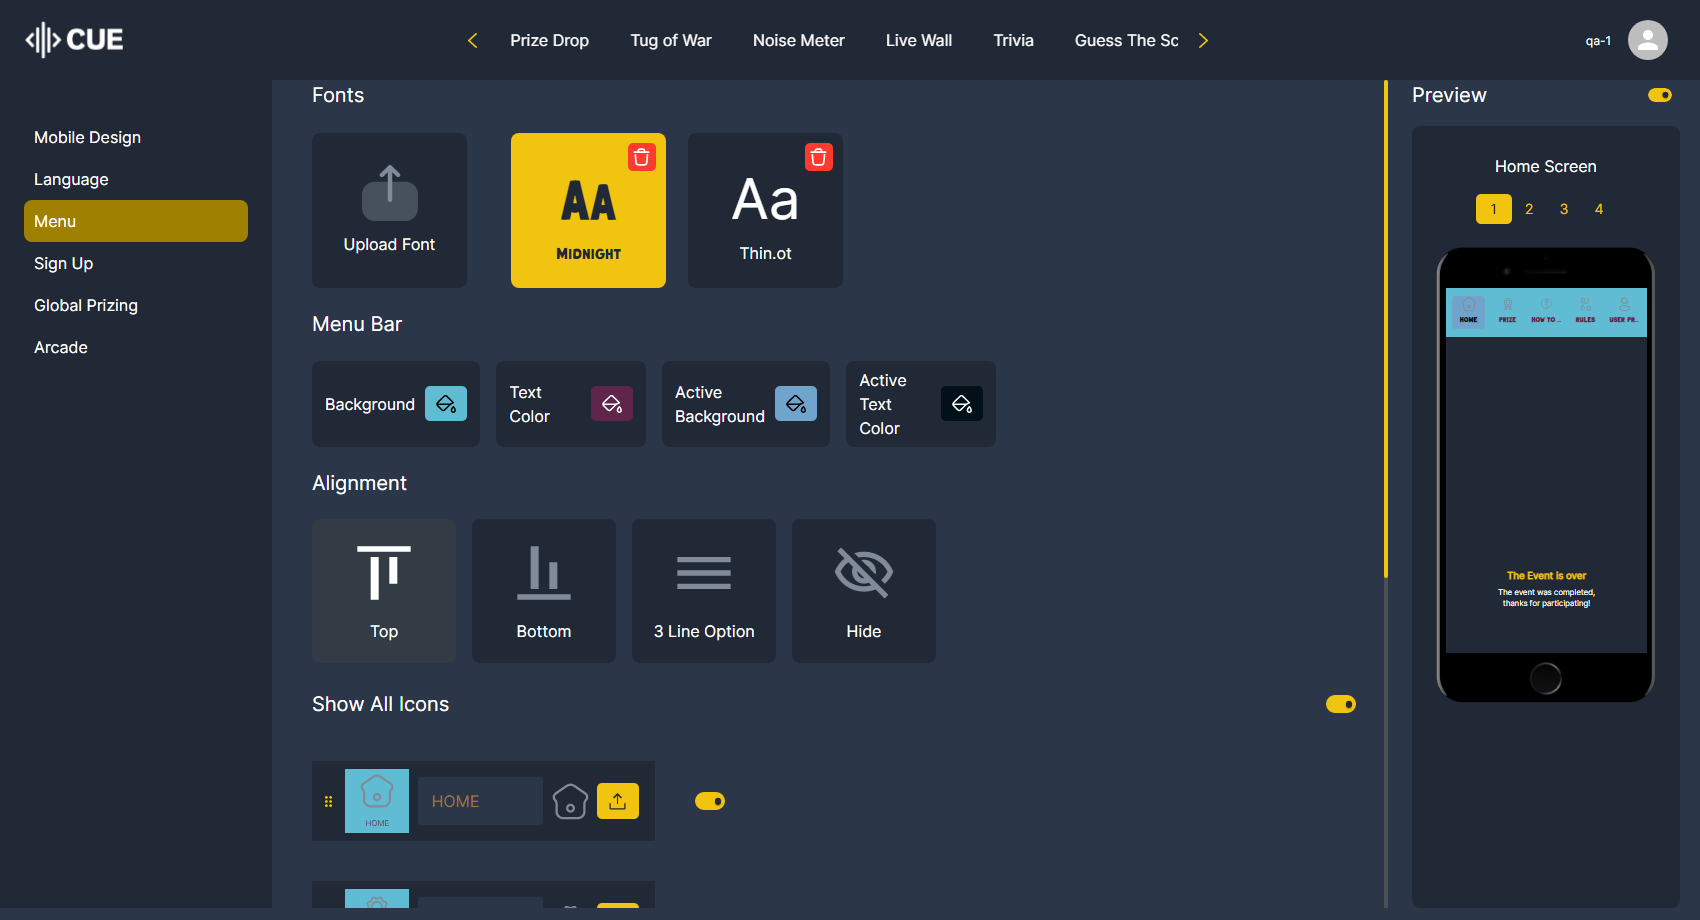 CUE
Prize Drop
Tug of War
Noise Meter
Live Wall
Trivia
Guess The Sc
qa-1
Mobile Design
Language
Menu
Sign Up
Global Prizing
Arcade
Fonts
Upload Font
AA
MIDNIGHT
Aa
Thin.ot
Menu Bar
Background
Text
Color
Active
Background
Active
Text
Color
Alignment
Top
Bottom
3 Line Option
Hide
Show All Icons
HOME
HOME
Preview
Home Screen
1 2 3 4
HOME PRIZE HOW TO .. RULES USER PR..
The Event is over
The event was completed,
thanks for participating!